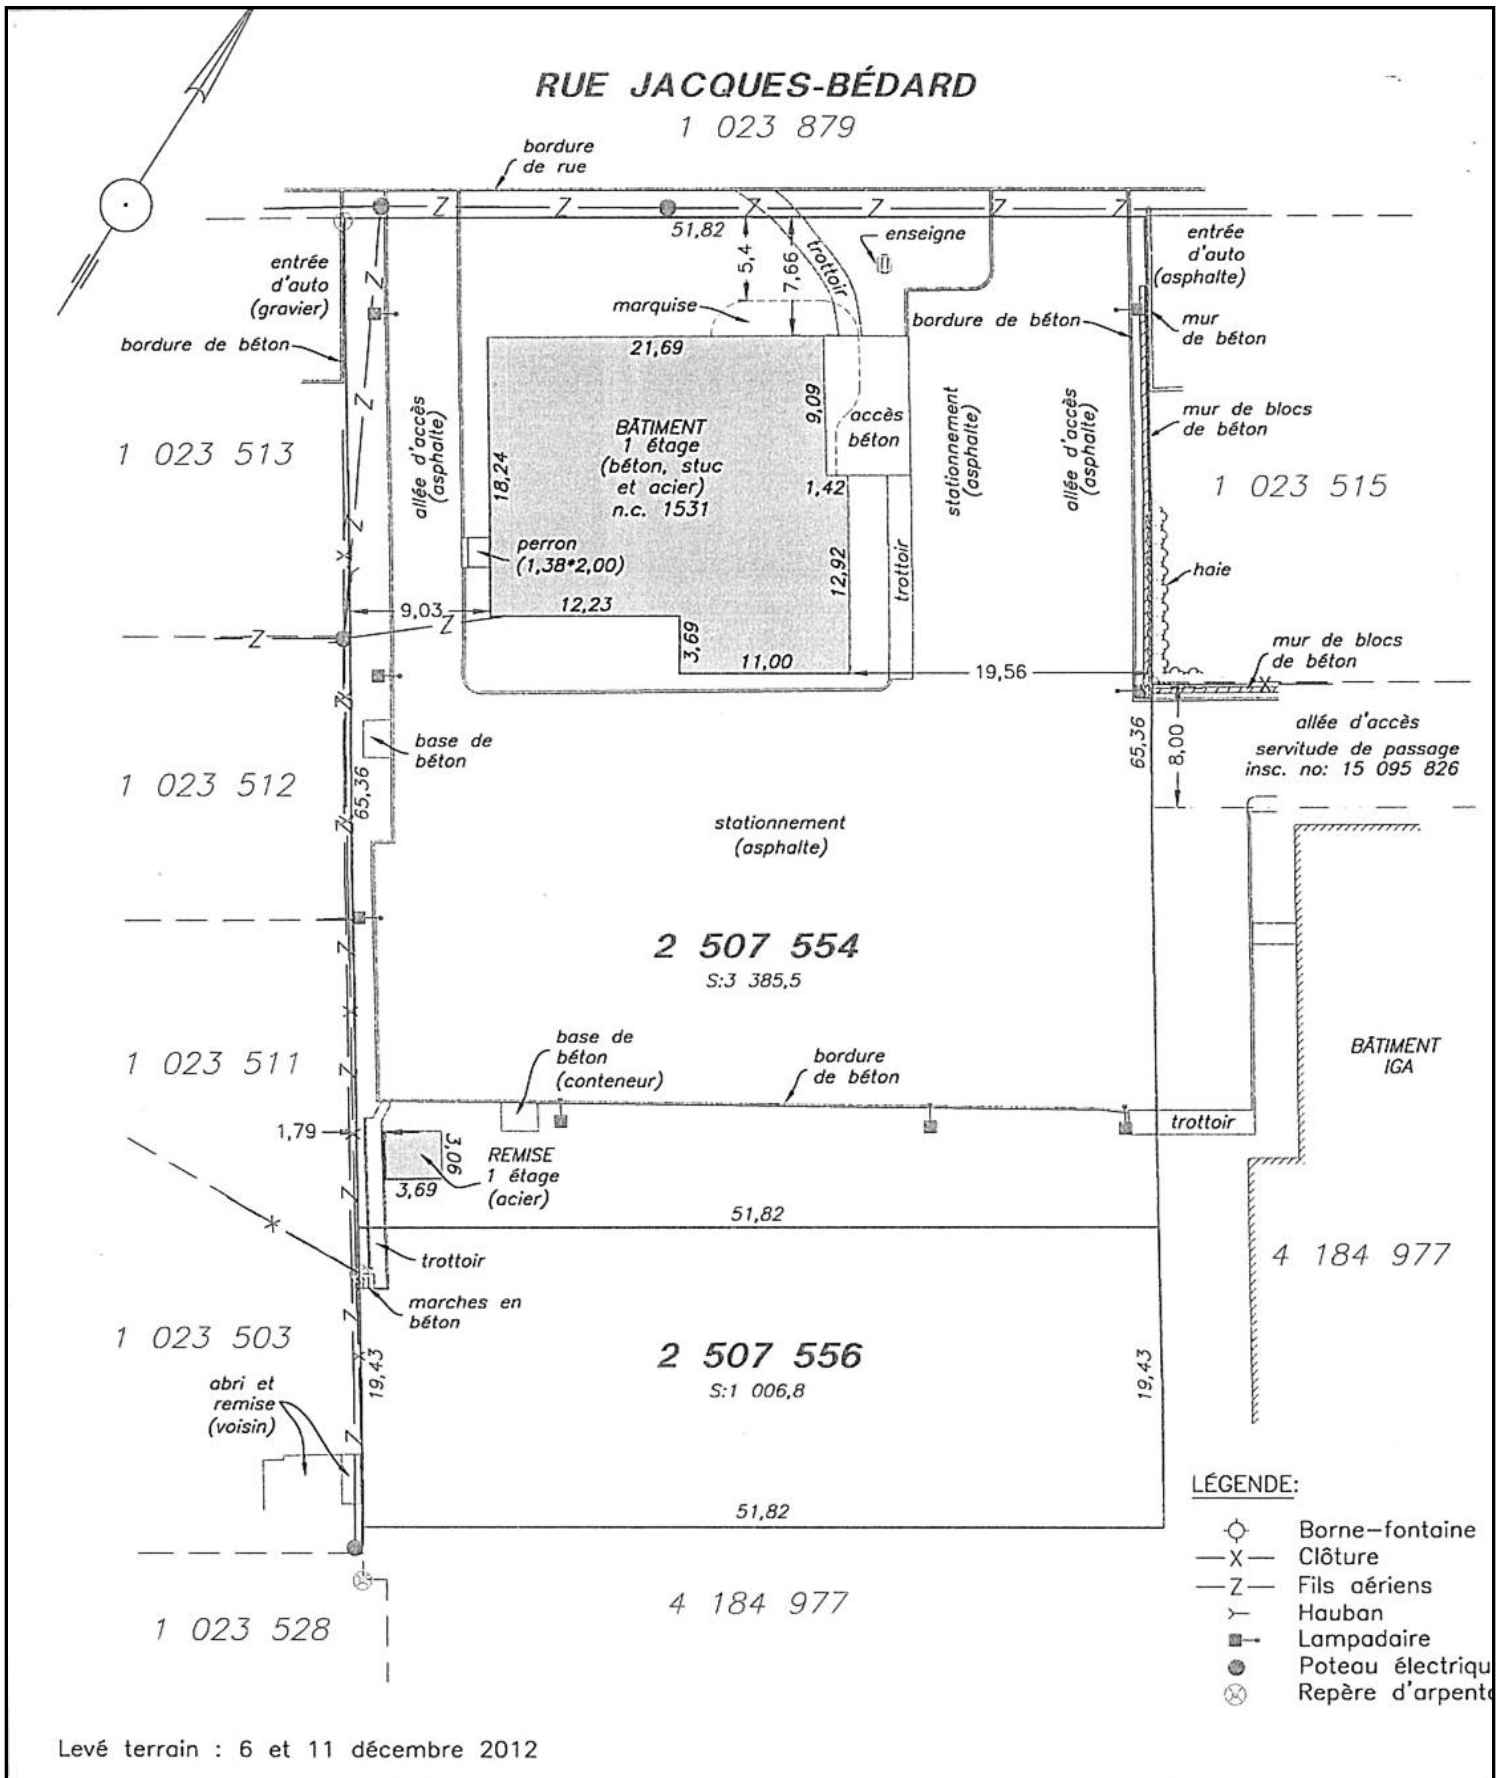 RUE JACQUES-BÉDARD
1 023 879
bordure
de rue
51,82
5,4
7,66
trottoir
enseigne
entrée
d'auto
(gravier)
entrée
d'auto
(asphalte)
marquise
bordure de béton
bordure de béton
mur
de béton
21,69
9,09
18,24
BÂTIMENT
1 étage
(béton, stuc
et acier)
n.c. 1531
accès
béton
allée d'accès
(asphalte)
stationnement
(asphalte)
allée d'accès
(asphalte)
mur de blocs
de béton
1 023 513
1 023 515
1,42
perron
(1,38*2,00)
12,92
trottoir
haie
9,03
12,23
3,69
11,00
19,56
mur de blocs
de béton
base de
béton
65,36
65,36
8,00
allée d'accès
servitude de passage
insc. no: 15 095 826
1 023 512
stationnement
(asphalte)
2 507 554
S:3 385,5
1 023 511
base de
béton
(conteneur)
bordure
de béton
BÂTIMENT
IGA
1,79
3,06
3,69
REMISE
1 étage
(acier)
trottoir
51,82
trottoir
4 184 977
marches en
béton
1 023 503
2 507 556
S:1 006,8
19,43
19,43
abri et
remise
(voisin)
51,82
4 184 977
1 023 528
LÉGENDE:
Borne-fontaine
X Clôture
Z Fils aériens
Hauban
Lampadaire
Poteau électriqu
Repère d'arpent
Levé terrain : 6 et 11 décembre 2012